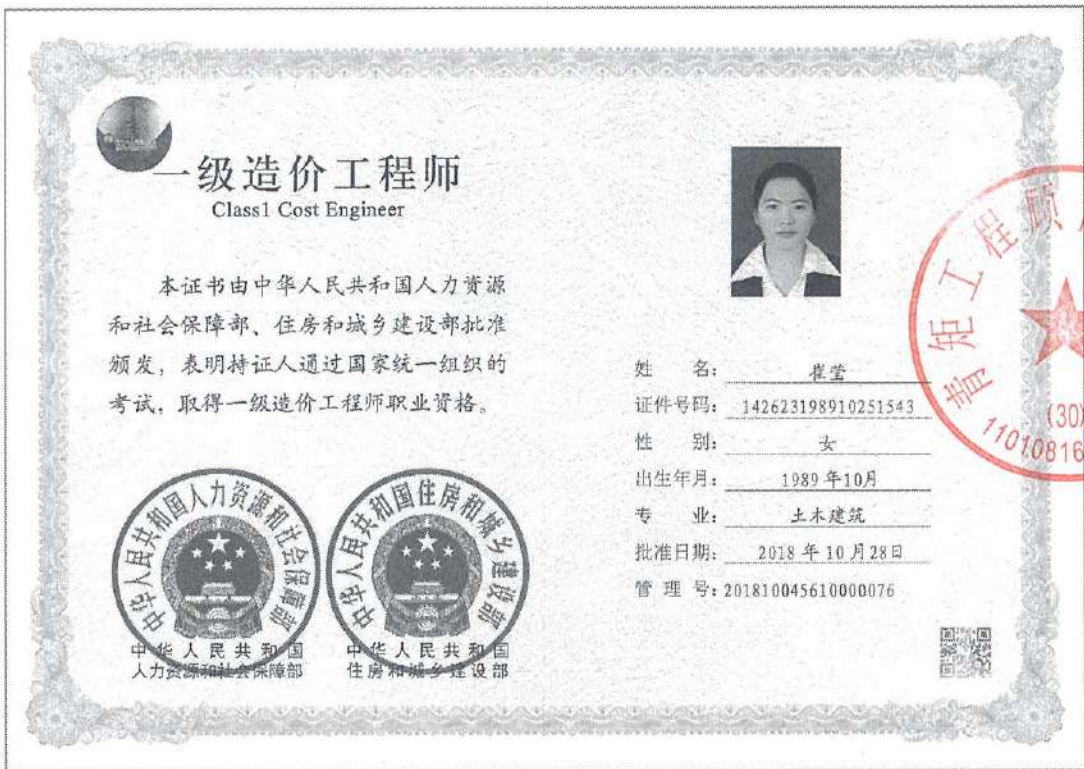 一级造价工程师
Class1 Cost Engineer
本证书由中华人民共和国人力资源
和社会保障部、住房和城乡建设部批准
颁发，表明持证人通过国家统一组织的
考试，取得一级造价工程师职业资格。
中华人民共和国人力资源和社会保障部
中华人民共和国
人力资源和社会保障部
中华人民共和国住房和城乡建设部
中华人民共和国
住房和城乡建设部
姓 名： 崔莹
证件号码： 142623198910251543
性 别： 女
出生年月： 1989年10月
专 业： 土木建筑
批准日期： 2018年10月28日
管 理 号：201810045610000076
青矩工程顾
(30)
11010816